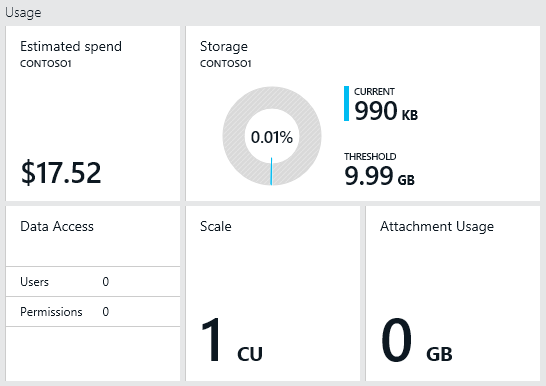 Usage
Estimated spend
CONTOSO1
$17.52
Storage
CONTOSO1
0.01%
CURRENT
990 KB
THRESHOLD
9.99 GB
Data Access
Users 0
Permissions 0
Scale
1 CU
Attachment Usage
0 GB